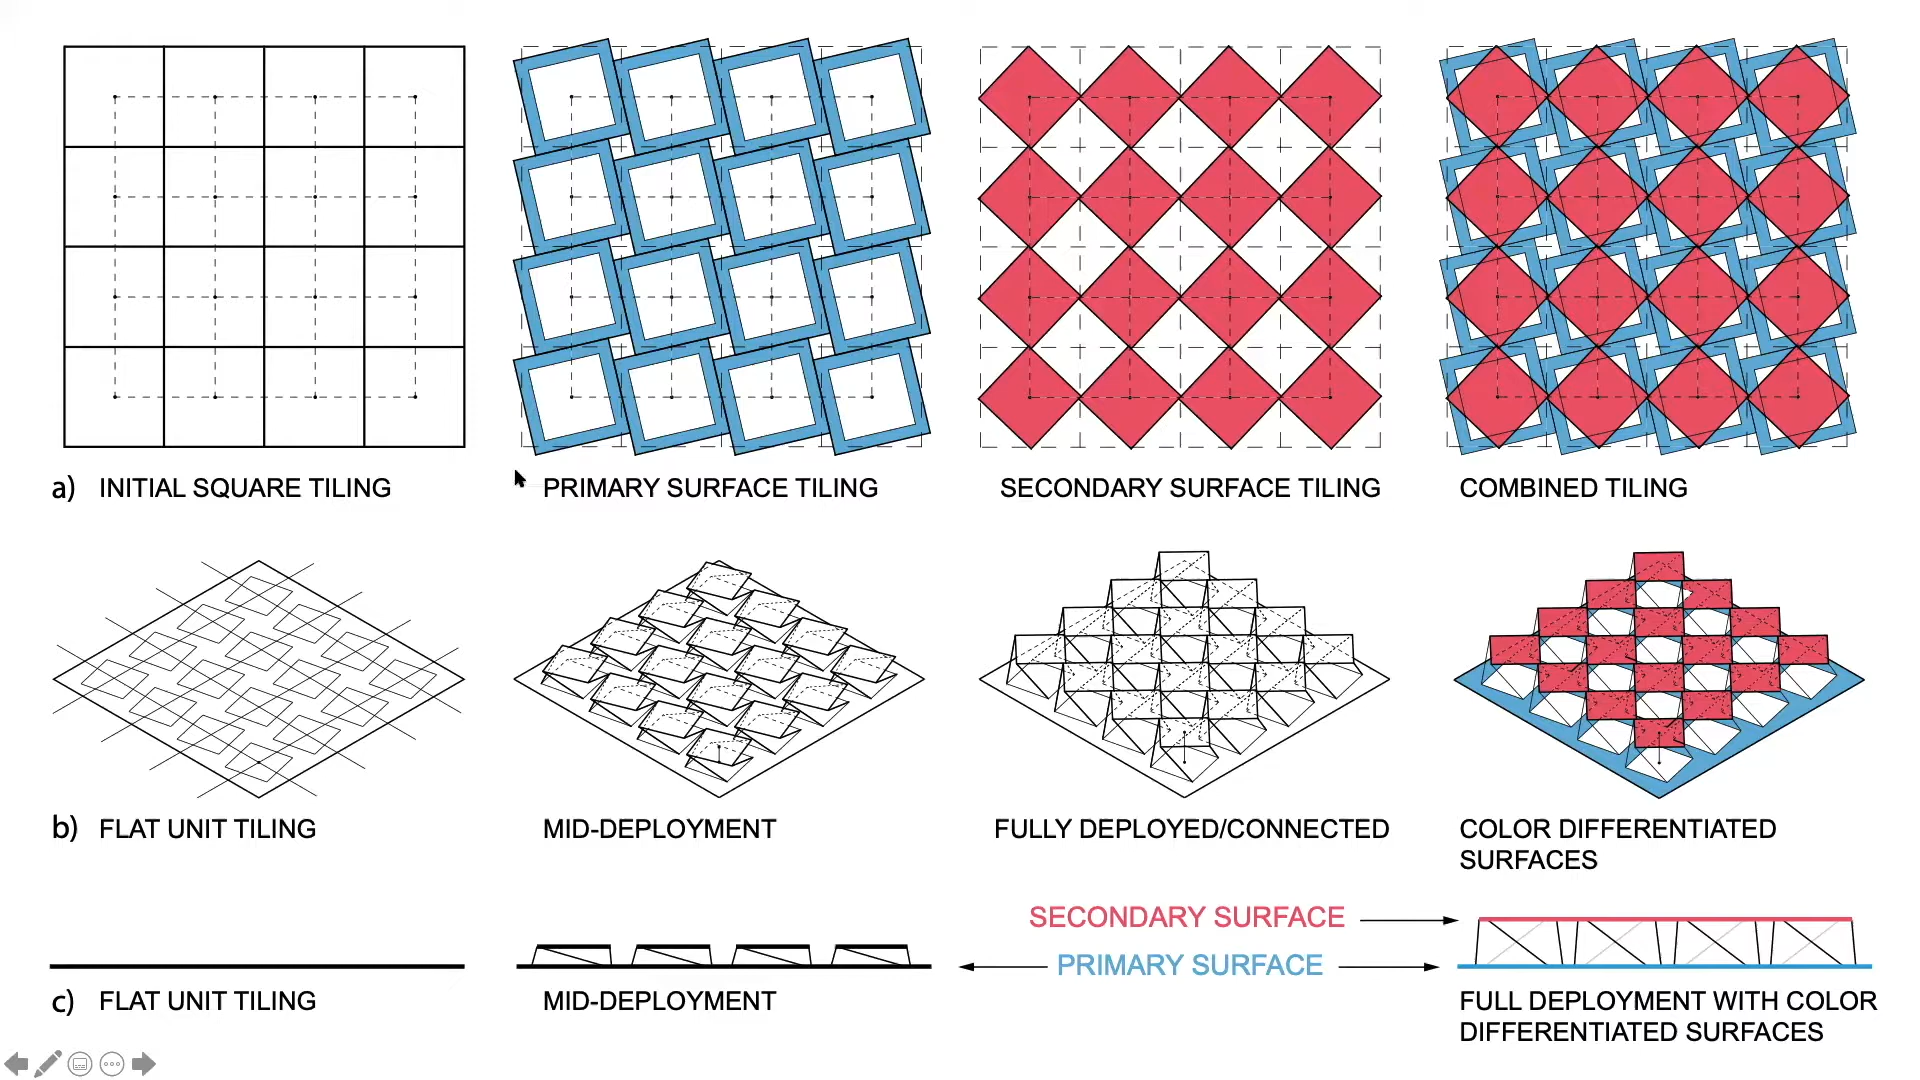 a) INITIAL SQUARE TILING
PRIMARY SURFACE TILING
SECONDARY SURFACE TILING
COMBINED TILING
b) FLAT UNIT TILING
MID-DEPLOYMENT
FULLY DEPLOYED/CONNECTED
COLOR DIFFERENTIATED
SURFACES
SECONDARY SURFACE
PRIMARY SURFACE
c) FLAT UNIT TILING
MID-DEPLOYMENT
FULL DEPLOYMENT WITH COLOR
DIFFERENTIATED SURFACES